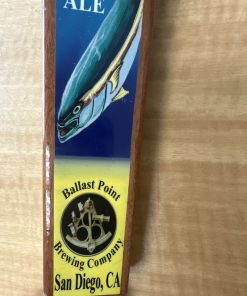 ALE
Ballast Point
Brewing Company
San Diego, CA